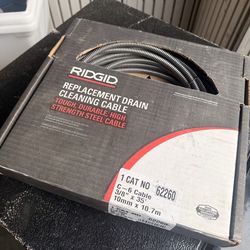 RIDGID
REPLACEMENT DRAIN
CLEANING CABLE
TOUGH, DURABLE, HIGH
STRENGTH STEEL CABLE
1 CAT NO 62260
C-6 Cable
3/8" x 35'
10mm x 10.7m